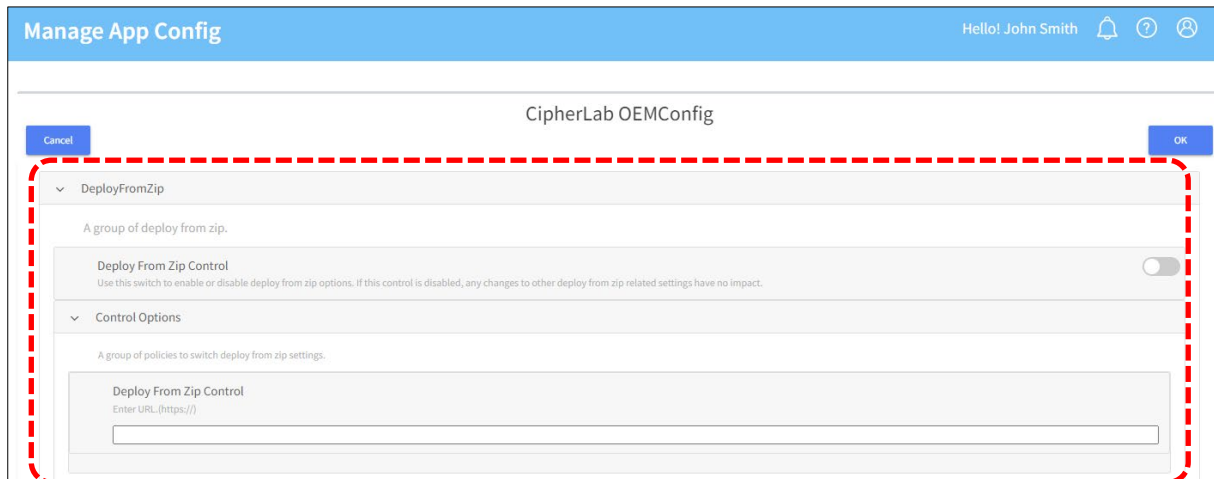 Manage App Config
Hello! John Smith
CipherLab OEMConfig
Cancel
OK
DeployFromZip
A group of deploy from zip.
Deploy From Zip Control
Use this switch to enable or disable deploy from zip options. If this control is disabled, any changes to other deploy from zip related settings have no impact.
Control Options
A group of policies to switch deploy from zip settings.
Deploy From Zip Control
Enter URL.(https://)